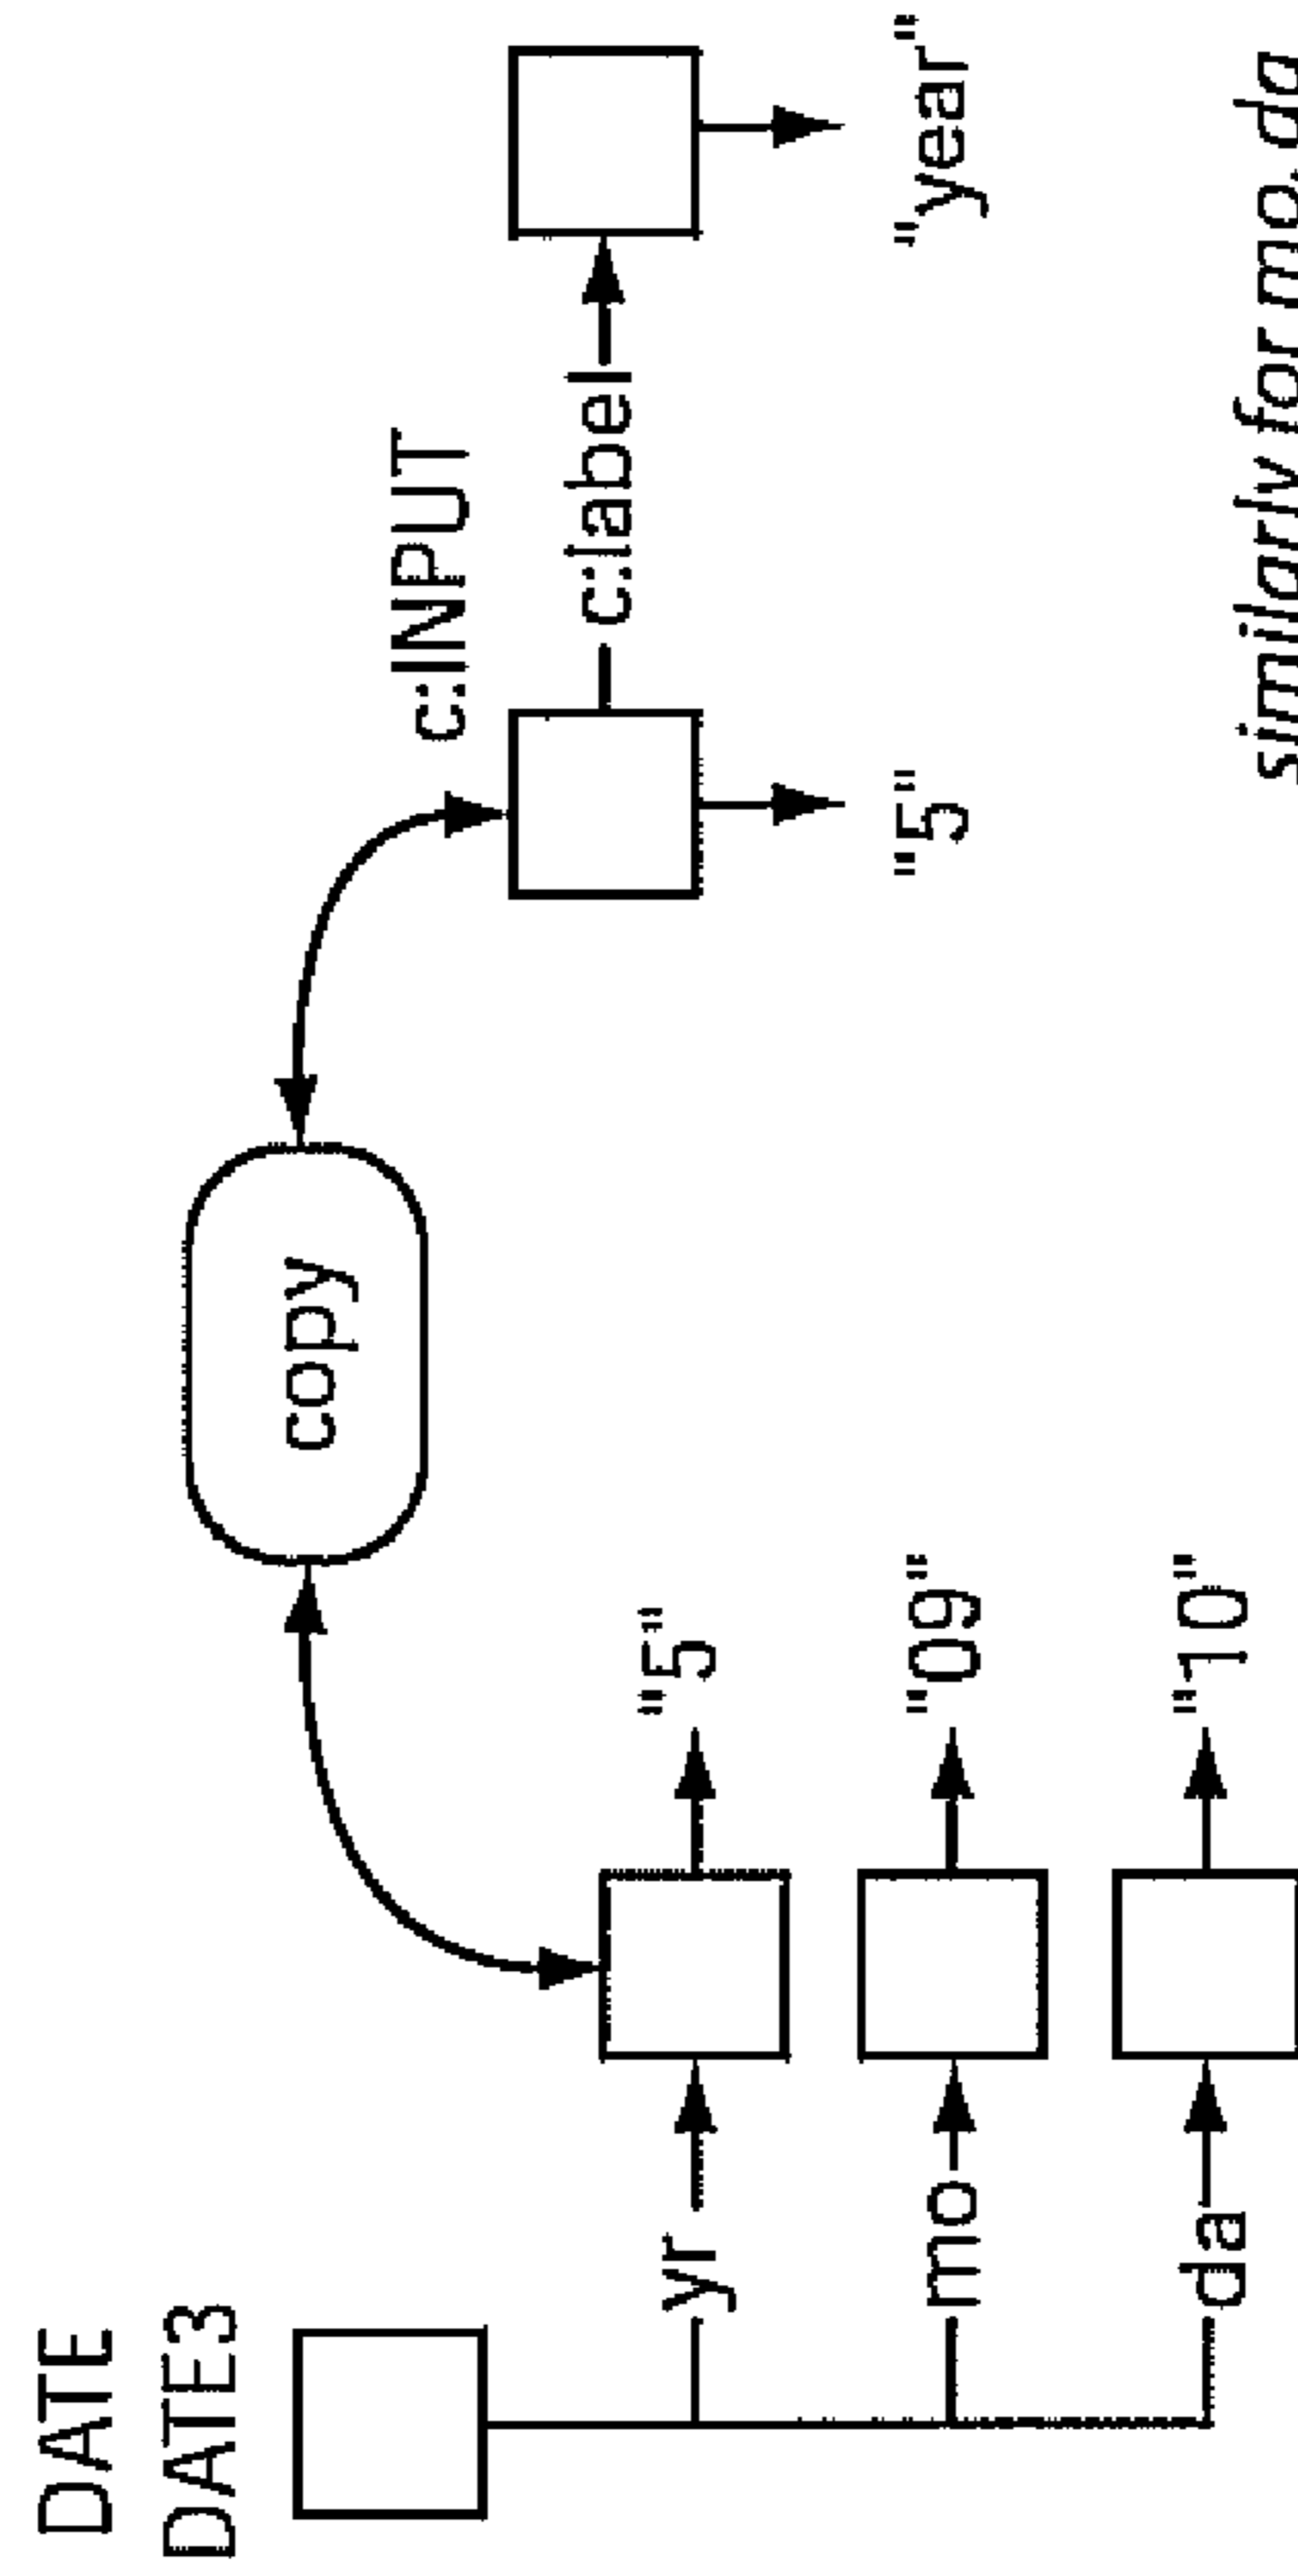 DATE
DATE3
copy
c:INPUT
c:label
yr
"5"
"5"
"year"
mo
"09"
da
"10"
similarly for mo, da